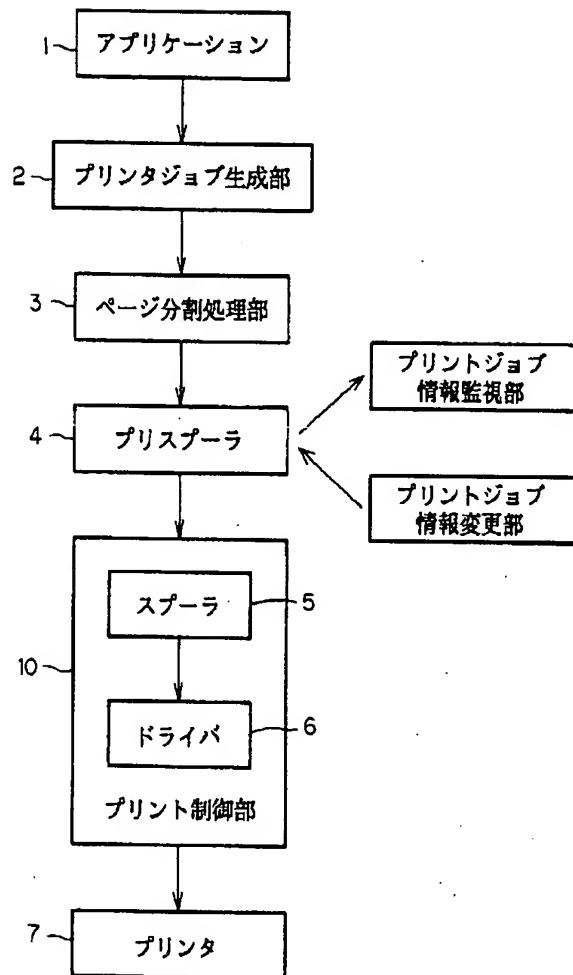 1
アプリケーション
2
プリンタジョブ生成部
3
ページ分割処理部
プリントジョブ
情報監視部
4
プリスプーラ
プリントジョブ
情報変更部
スプーラ
5
10
ドライバ
6
プリント制御部
7
プリンタ